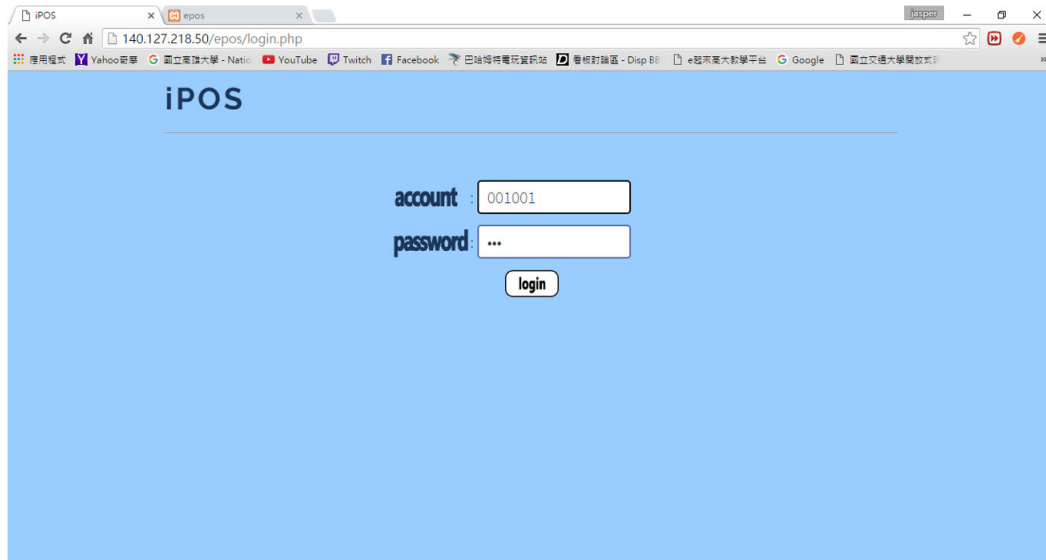 iPOS
epos
jasper
140.127.218.50/epos/login.php
應用程式 Yahoo奇摩 國立高雄大學 - Natio YouTube Twitch Facebook 巴哈姆特電玩資訊站 看板討論區 - Disp BB e起來高大教學平台 Google 國立交通大學開放式
iPOS
account : 001001
password : •••
login